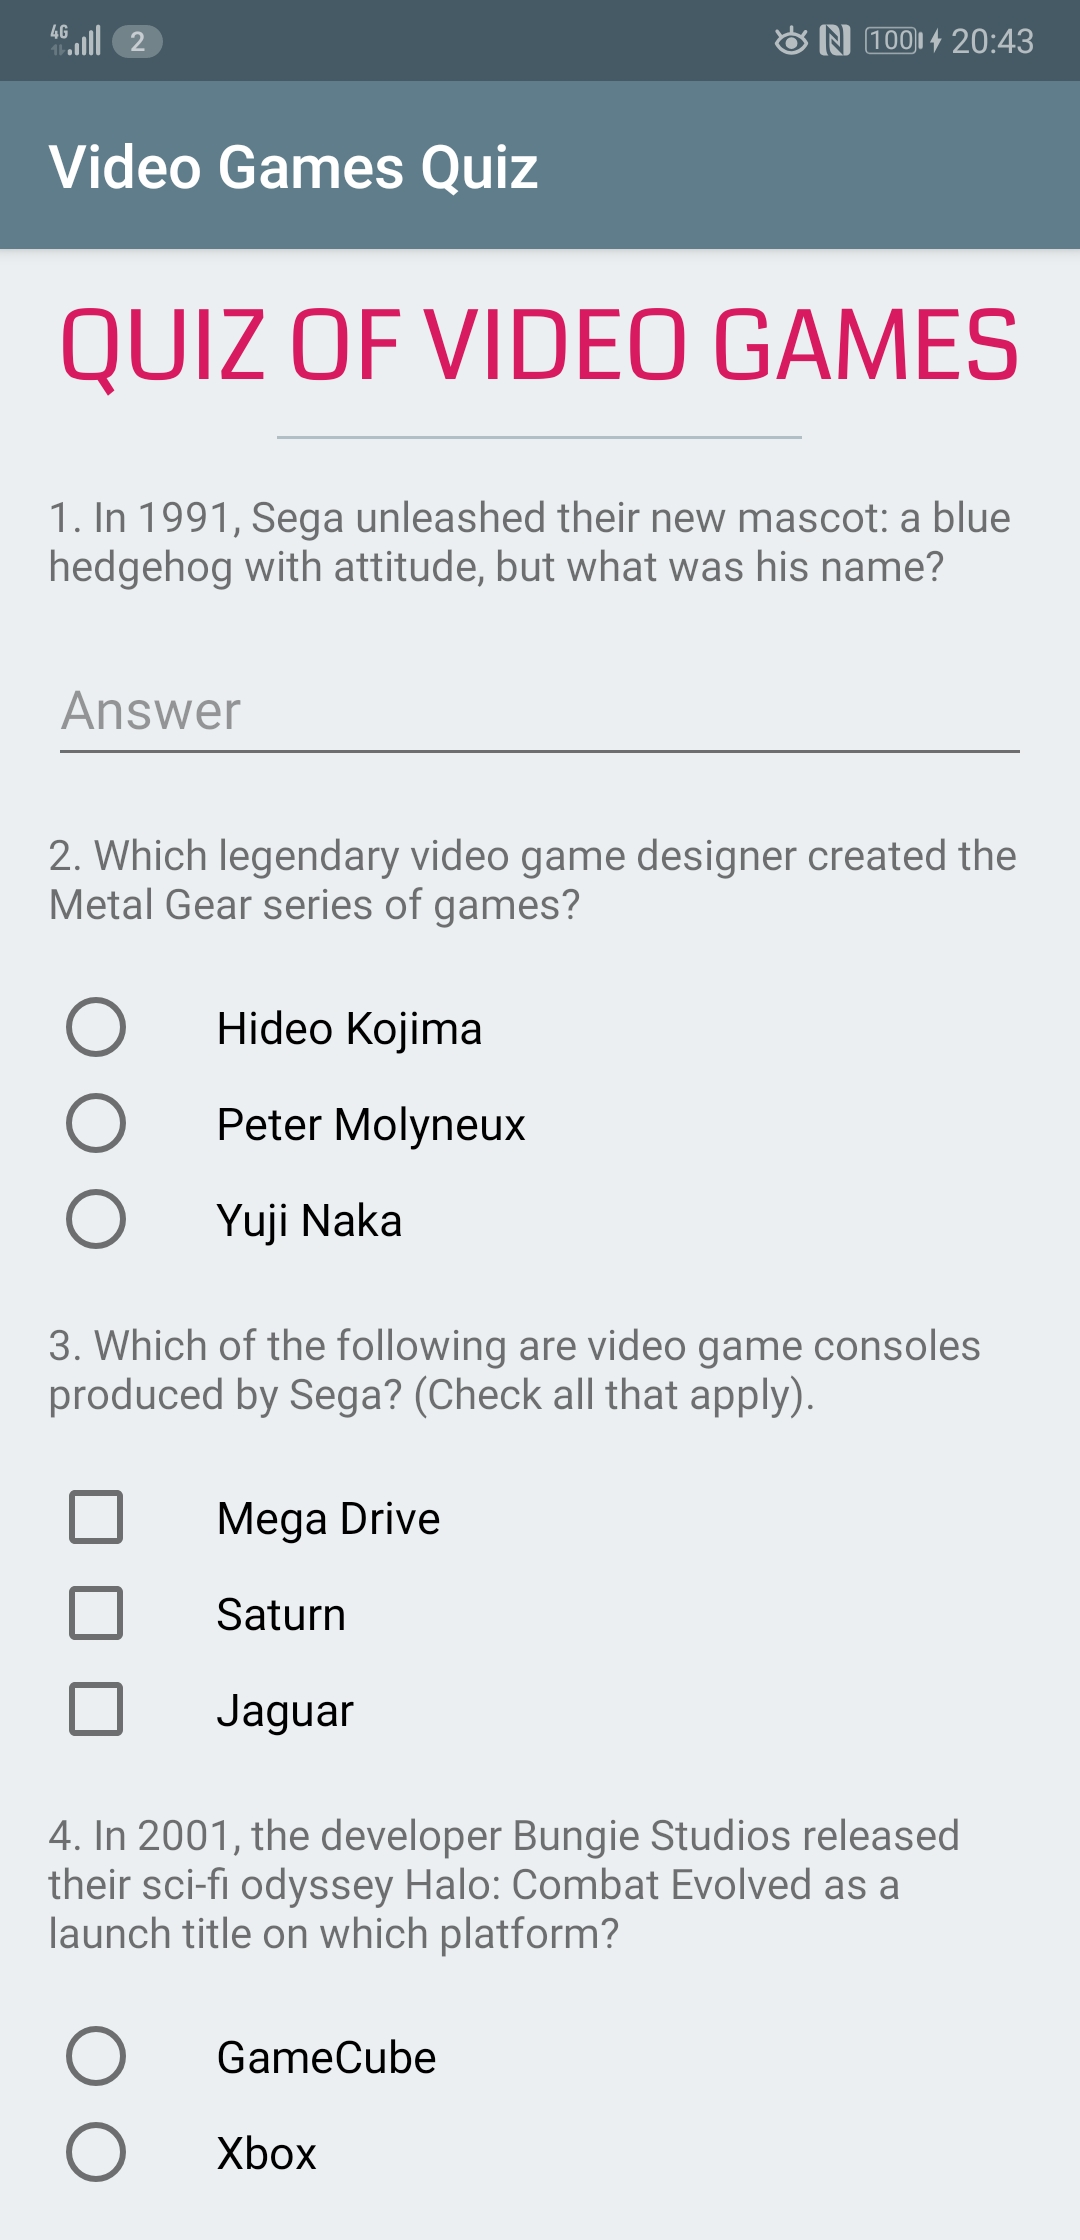 4G 2 100 20:43
Video Games Quiz
QUIZ OF VIDEO GAMES
1. In 1991, Sega unleashed their new mascot: a blue
hedgehog with attitude, but what was his name?
Answer
2. Which legendary video game designer created the
Metal Gear series of games?
Hideo Kojima
Peter Molyneux
Yuji Naka
3. Which of the following are video game consoles
produced by Sega? (Check all that apply).
Mega Drive
Saturn
Jaguar
4. In 2001, the developer Bungie Studios released
their sci-fi odyssey Halo: Combat Evolved as a
launch title on which platform?
GameCube
Xbox